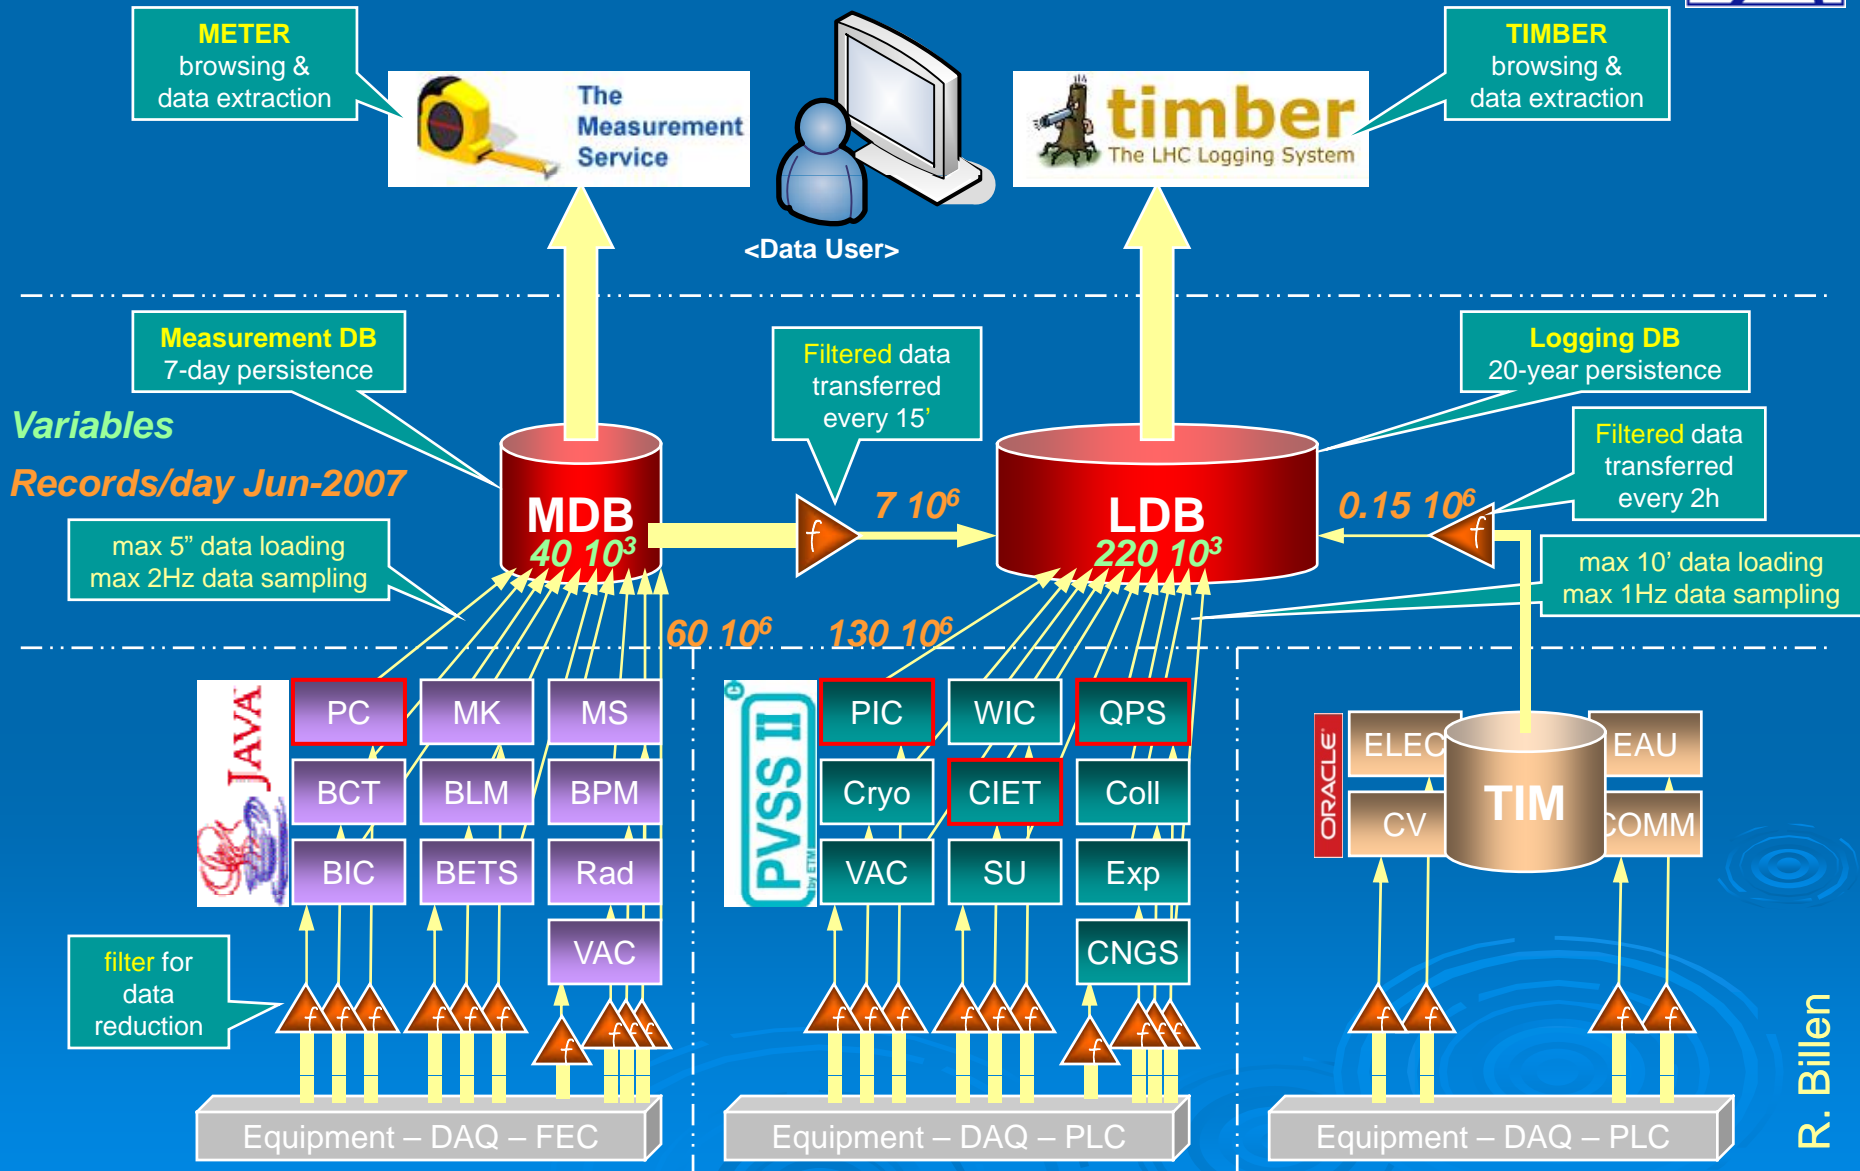 METER
browsing &
data extraction
The
Measurement
Service
<Data User>
timber
The LHC Logging System
TIMBER
browsing &
data extraction
Measurement DB
7-day persistence
Filtered data
transferred
every 15'
Logging DB
20-year persistence
Variables
Records/day Jun-2007
Filtered data
transferred
every 2h
max 5” data loading
max 2Hz data sampling
MDB
40 10³
f
7 10⁶
LDB
220 10³
0.15 10⁶
f
max 10’ data loading
max 1Hz data sampling
60 10⁶
130 10⁶
JAVA
PC
MK
MS
BCT
BLM
BPM
BIC
BETS
Rad
VAC
PVSS II
by ETM
c
PIC
WIC
QPS
Cryo
CIET
Coll
VAC
SU
Exp
CNGS
ORACLE
ELEC
EAU
CV
COMM
TIM
filter for
data
reduction
f f f f f f f f f f
f f f f f f f f f f
f f f f
Equipment – DAQ – FEC
Equipment – DAQ – PLC
Equipment – DAQ – PLC
R. Billen